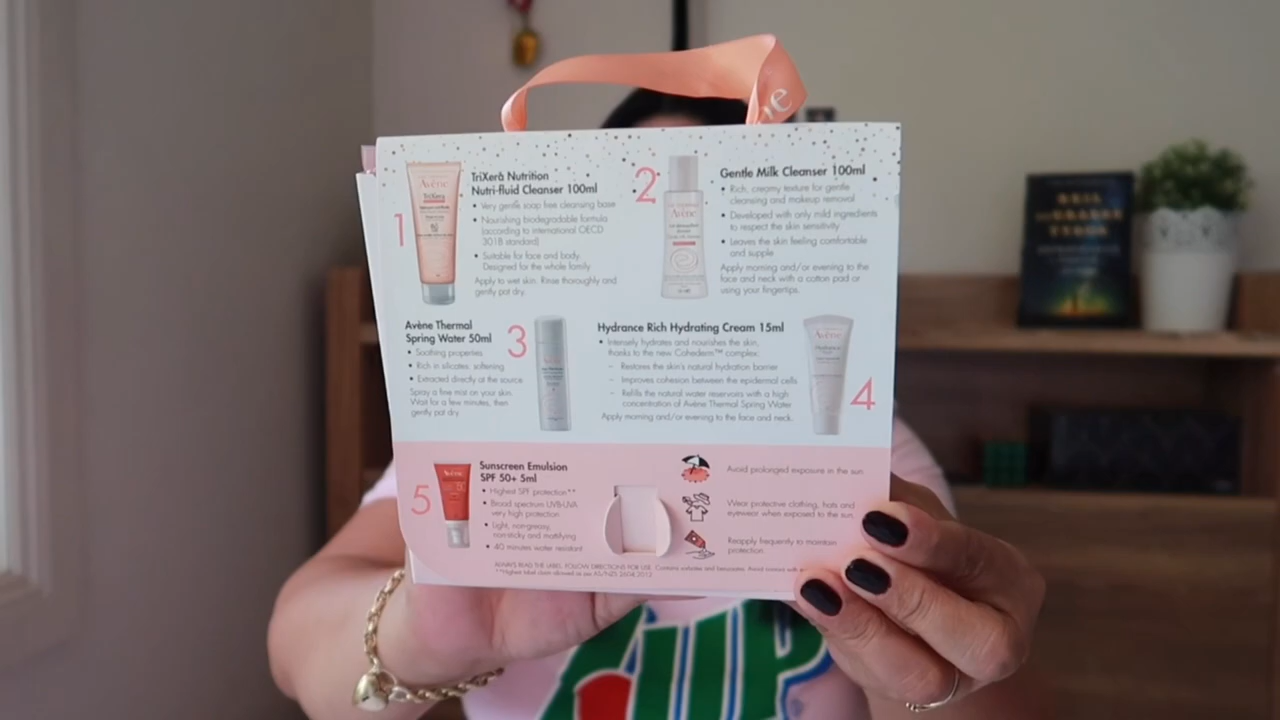 1
Avène
TriXera
TriXera Nutrition
Nutri-fluid Cleanser 100ml
• Very gentle soap free cleansing base
• Nourishing biodegradable formula
(according to international OECD
301B standard)
• Suitable for face and body.
Designed for the whole family
Apply to wet skin. Rinse thoroughly and
gently pat dry.
2
Avène
Gentle Milk Cleanser 100ml
• Rich, creamy texture for gentle
cleansing and makeup removal
• Developed with only mild ingredients
to respect the skin sensitivity
• Leaves the skin feeling comfortable
and supple
Apply morning and/or evening to the
face and neck with a cotton pad or
using your fingertips.
Avène Thermal
Spring Water 50ml
• Soothing properties
• Rich in silicates: softening
• Extracted directly at the source
Spray a fine mist on your skin.
Wait for a few minutes, then
gently pat dry.
3
Hydrance Rich Hydrating Cream 15ml
• Intensely hydrates and nourishes the skin,
thanks to the new Cohederm™ complex:
– Restores the skin's natural hydration barrier
– Improves cohesion between the epidermal cells
– Refills the natural water reservoirs with a high
concentration of Avène Thermal Spring Water
Apply morning and/or evening to the face and neck.
Avène
4
5
Sunscreen Emulsion
SPF 50+ 5ml
• Highest SPF protection**
• Broad spectrum UVB-UVA
very high protection
• Light, non-greasy,
non-sticky and mattifying
• 40 minutes water resistant
Avoid prolonged exposure in the sun.
Wear protective clothing, hats and
eyewear when exposed to the sun.
Reapply frequently to maintain
protection.
ALWAYS READ THE LABEL. FOLLOW DIRECTIONS FOR USE.
7UP